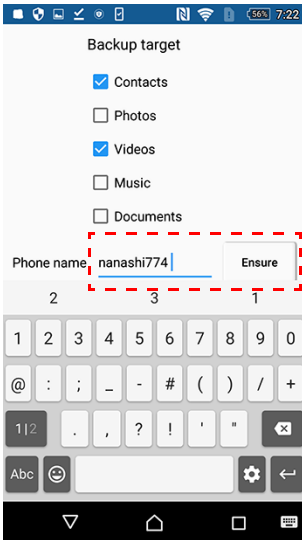 56% 7:22
Backup target
Contacts
Photos
Videos
Music
Documents
Phone name nanashi774 Ensure
2 3 1
1 2 3 4 5 6 7 8 9 0
@ : ; _ - # ( ) / +
1|2 . , ? ! ' "
Abc